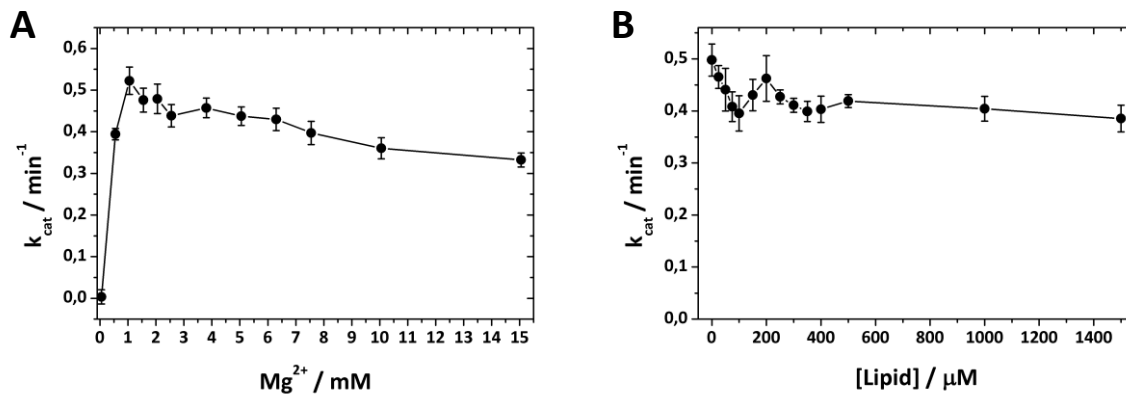 A
0,6
0,5
0,4
0,3
0,2
0,1
0,0
k_cat / min^-1
0 1 2 3 4 5 6 7 8 9 10 11 12 13 14 15
Mg^2+ / mM
B
0,5
0,4
0,3
0,2
0,1
0,0
k_cat / min^-1
0 200 400 600 800 1000 1200 1400
[Lipid] / μM